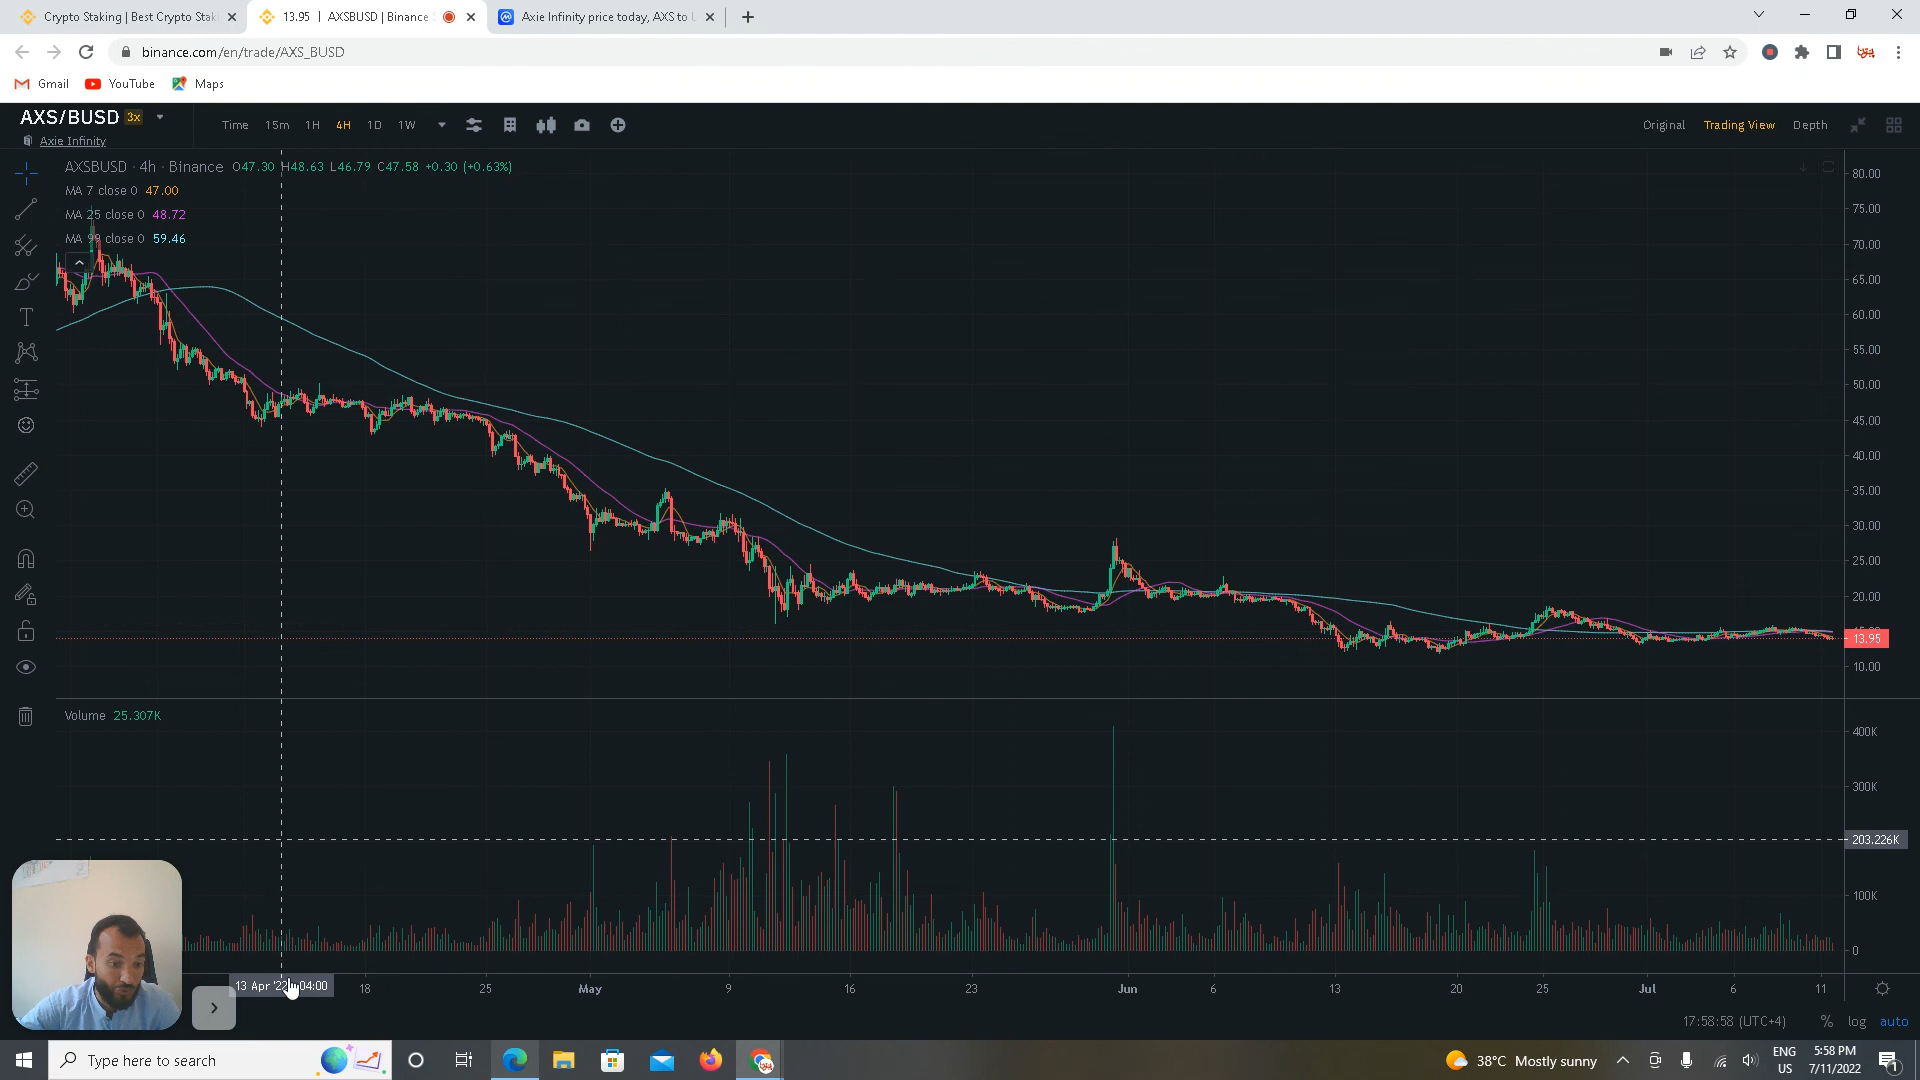 Crypto Staking | Best Crypto Stak
13.95 | AXSBUSD | Binance
Axie Infinity price today, AXS to U
binance.com/en/trade/AXS_BUSD
Gmail
YouTube
Maps
AXS/BUSD 3x
Axie Infinity
Time 15m 1H 4H 1D 1W
Original Trading View Depth
AXSBUSD · 4h · Binance O47.30 H48.63 L46.79 C47.58 +0.30 (+0.63%)
MA 7 close 0 47.00
MA 25 close 0 48.72
MA 99 close 0 59.46
80.00
75.00
70.00
65.00
60.00
55.00
50.00
45.00
40.00
35.00
30.00
25.00
20.00
13.95
10.00
Volume 25.307K
400K
300K
203.226K
100K
0
13 Apr '22 04:00
18 25 May 9 16 23 Jun 6 13 20 25 Jul 6 11
17:58:58 (UTC+4) % log auto
Type here to search
38°C Mostly sunny
ENG
US
5:58 PM
7/11/2022
1